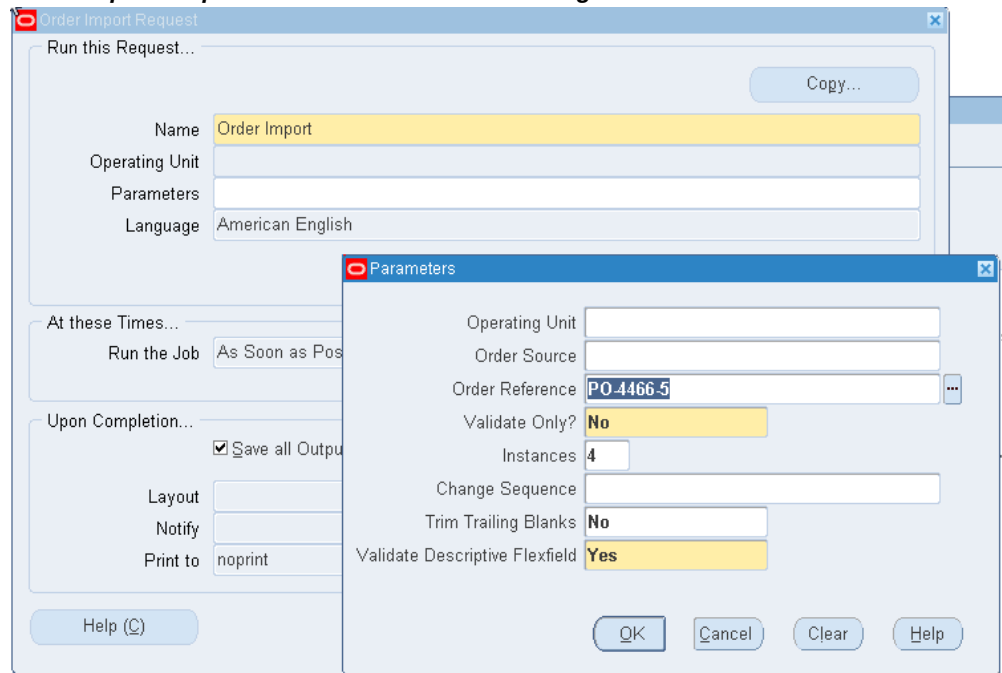 Order Import Request
Run this Request...
Copy...
Name Order Import
Operating Unit
Parameters
Language American English
Parameters
Operating Unit
Order Source
Order Reference PO-4466-5
Validate Only? No
Instances 4
Change Sequence
Trim Trailing Blanks No
Validate Descriptive Flexfield Yes
OK Cancel Clear Help
At these Times...
Run the Job As Soon as Pos
Upon Completion...
Save all Outpu
Layout
Notify
Print to noprint
Help (C)